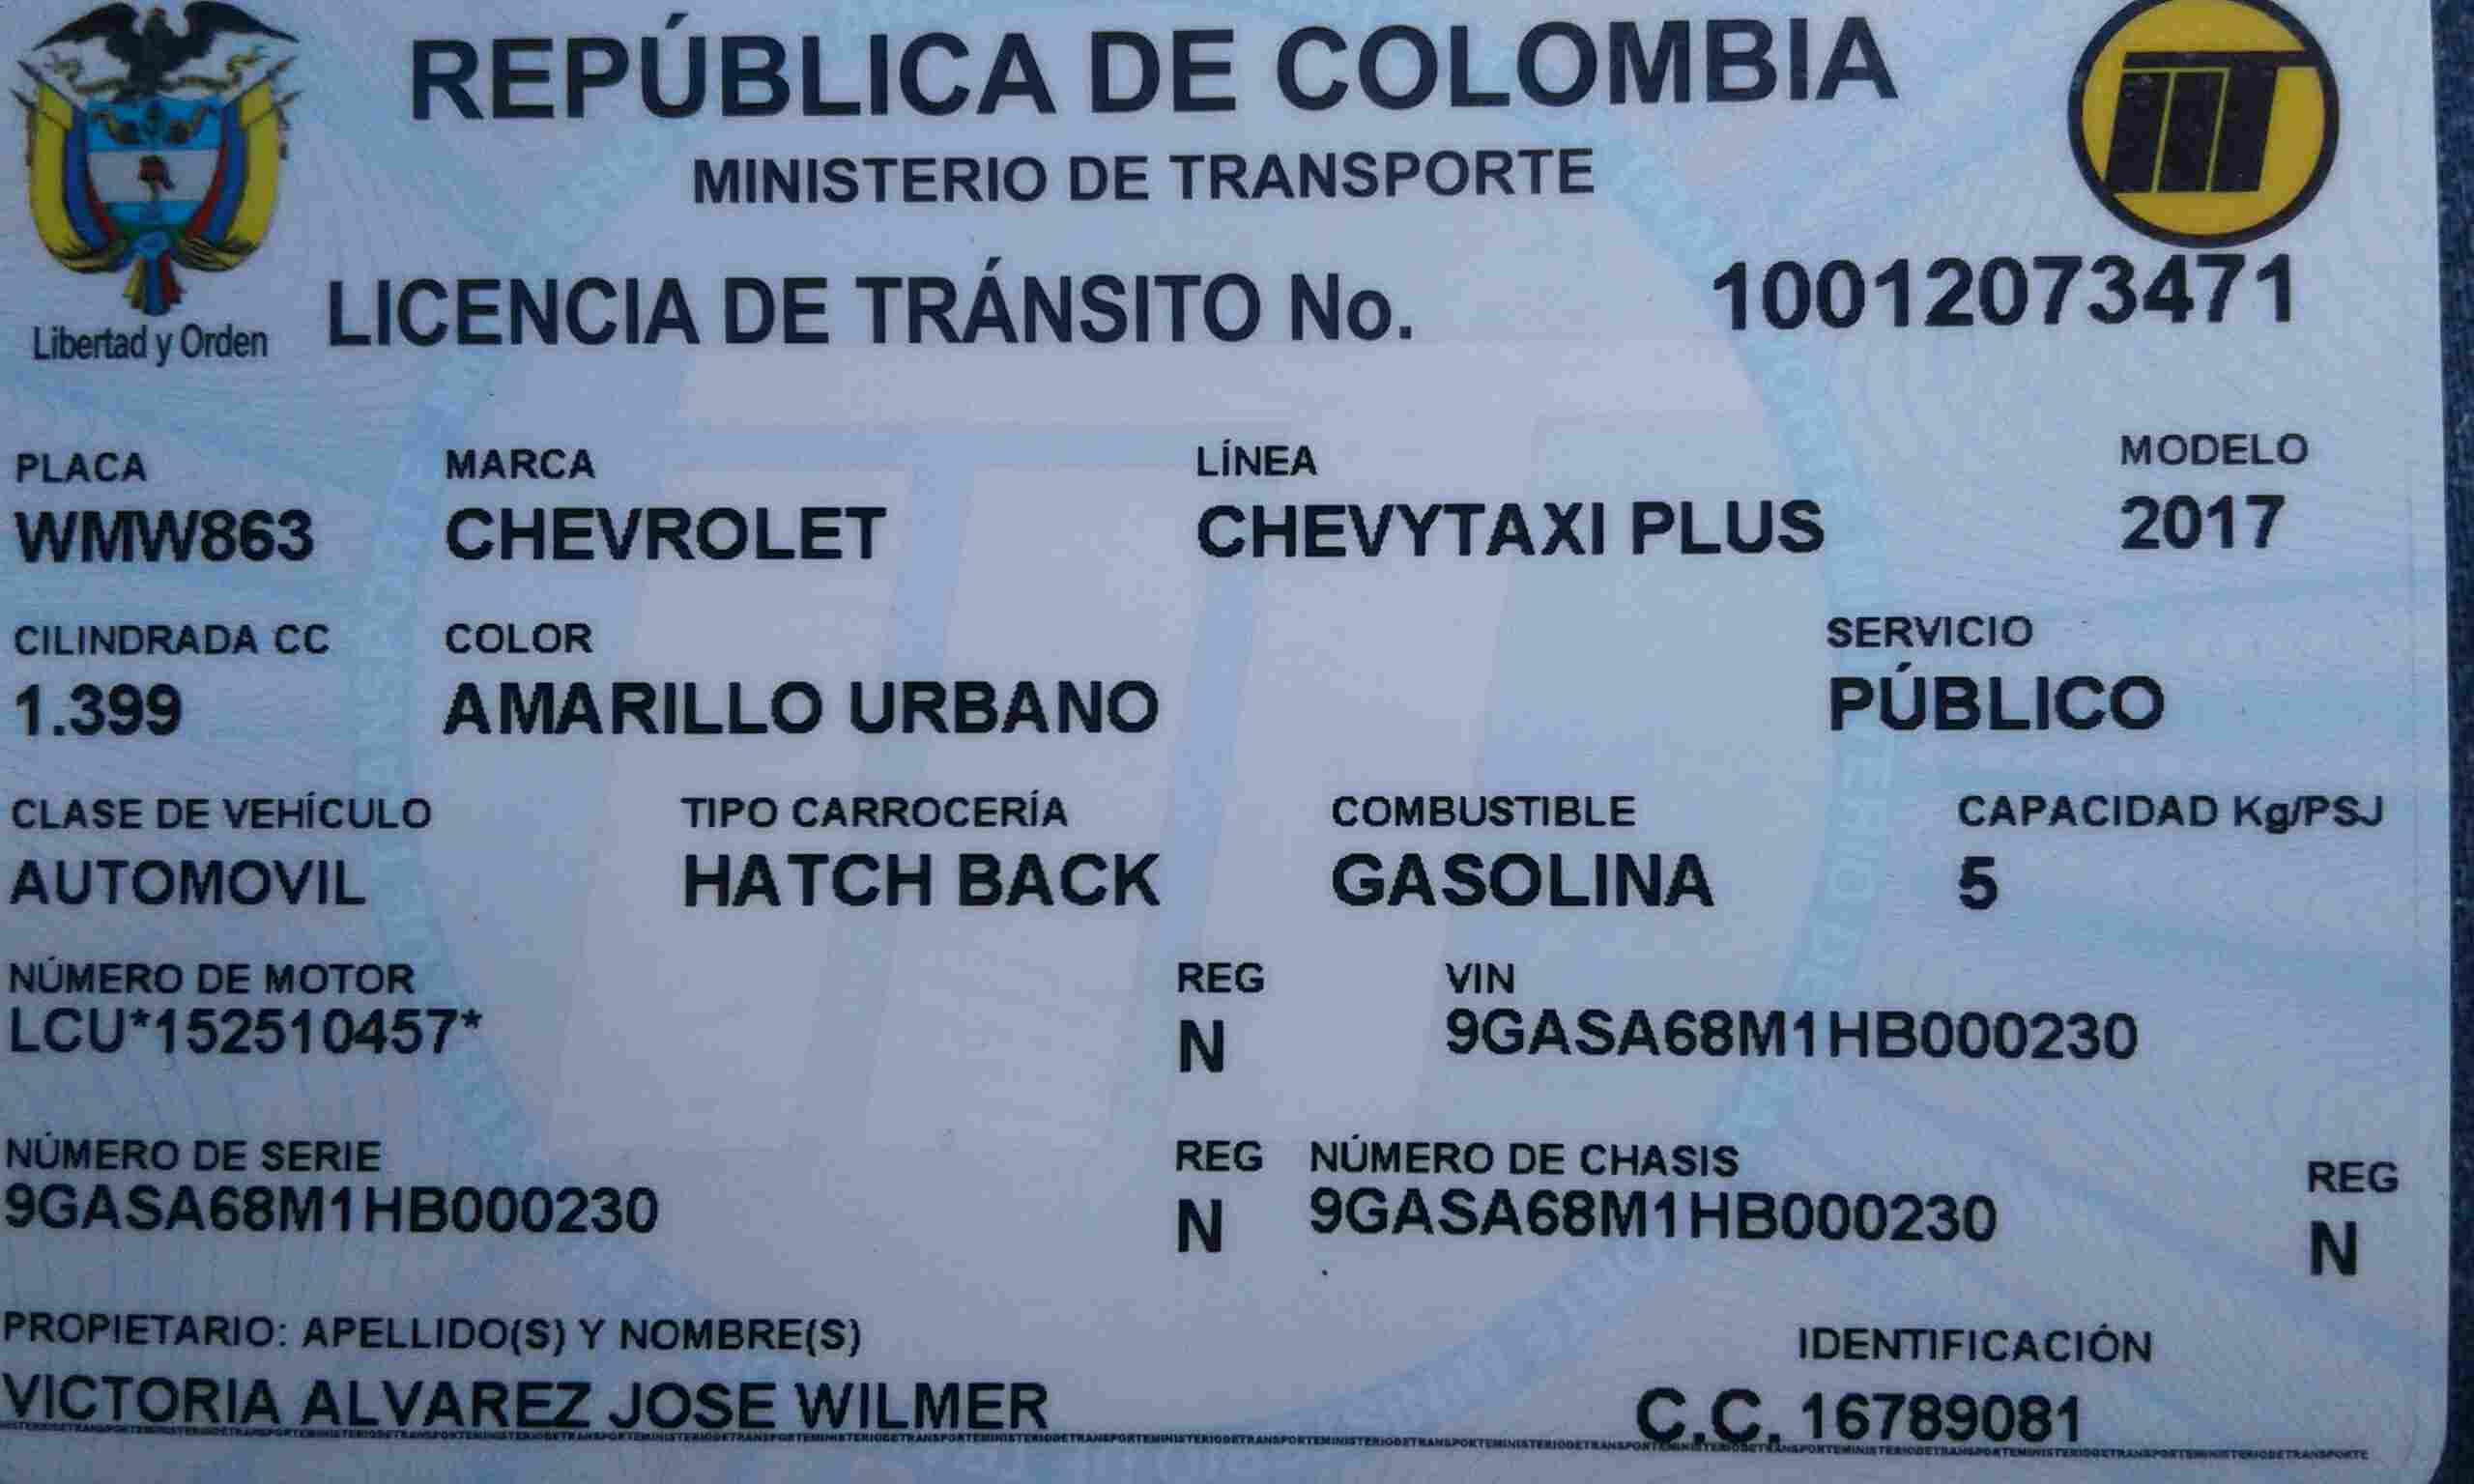 REPÚBLICA DE COLOMBIA
MINISTERIO DE TRANSPORTE
Libertad y Orden
LICENCIA DE TRÁNSITO No. 10012073471
PLACA MARCA LÍNEA MODELO
WMW863 CHEVROLET CHEVYTAXI PLUS 2017
CILINDRADA CC COLOR SERVICIO
1.399 AMARILLO URBANO PÚBLICO
CLASE DE VEHÍCULO TIPO CARROCERÍA COMBUSTIBLE CAPACIDAD Kg/PSJ
AUTOMOVIL HATCH BACK GASOLINA 5
NÚMERO DE MOTOR REG VIN
LCU*152510457* N 9GASA68M1HB000230
NÚMERO DE SERIE REG NÚMERO DE CHASIS REG
9GASA68M1HB000230 N 9GASA68M1HB000230 N
PROPIETARIO: APELLIDO(S) Y NOMBRE(S) IDENTIFICACIÓN
VICTORIA ALVAREZ JOSE WILMER C.C. 16789081